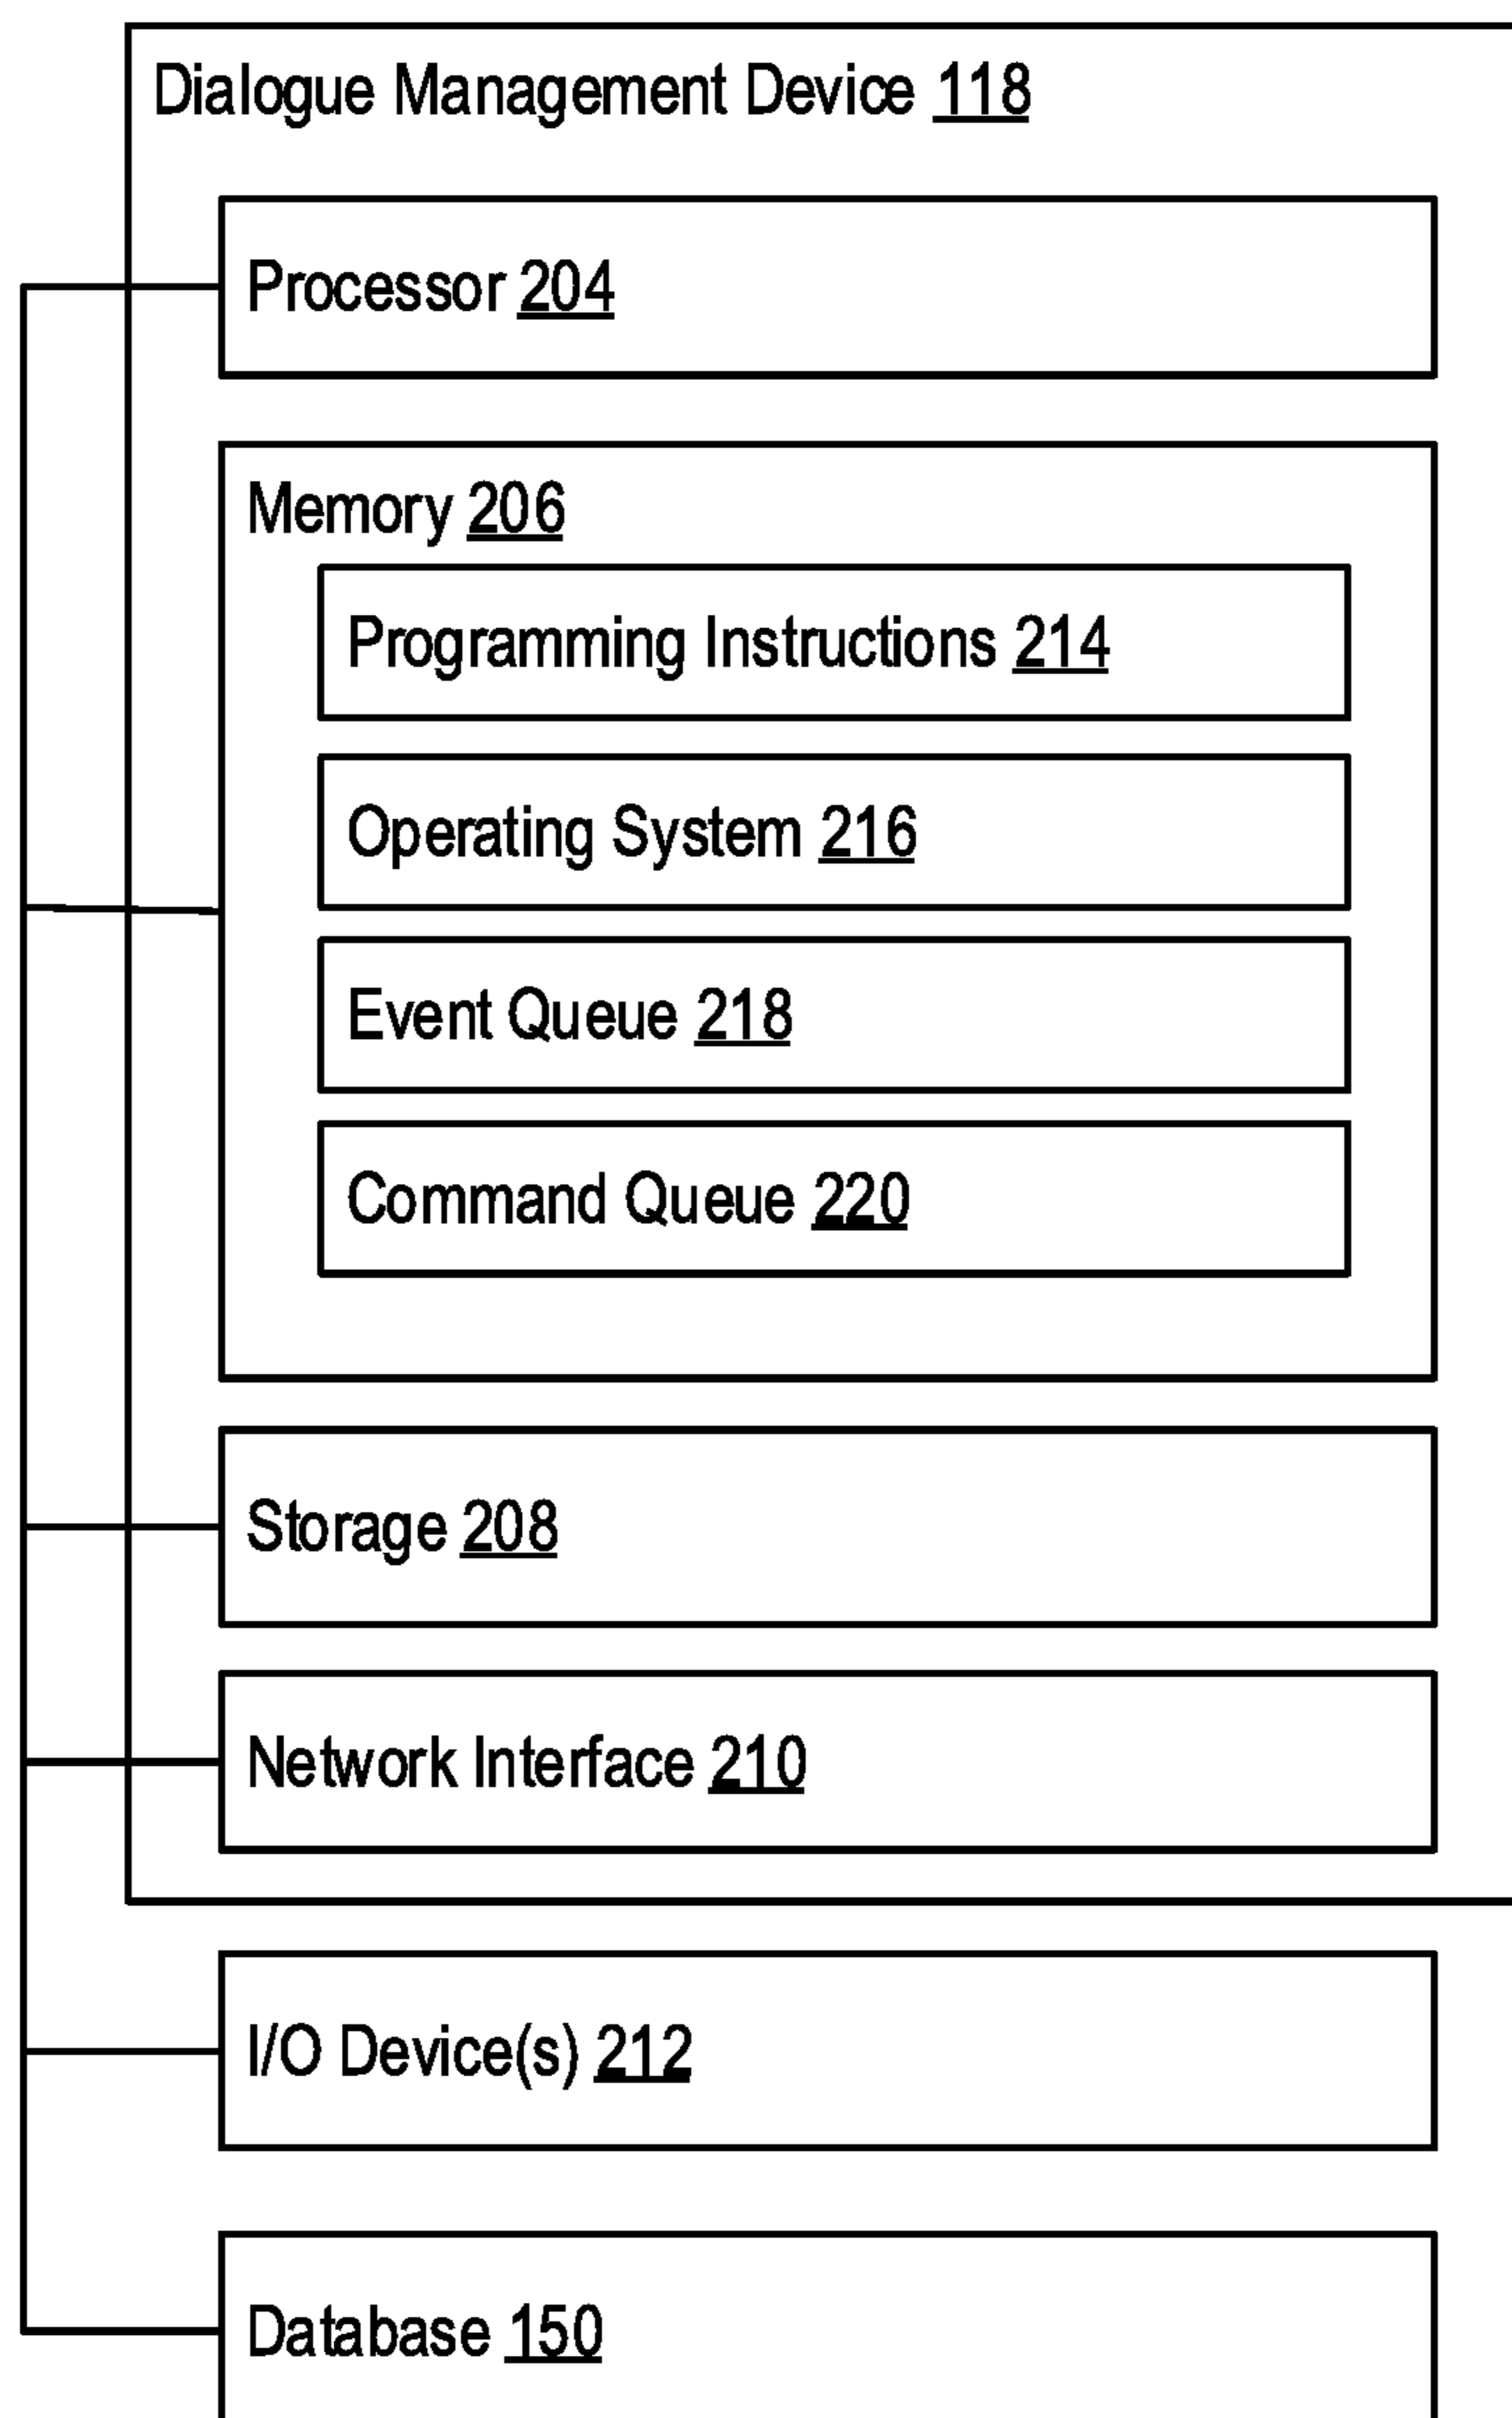 Dialogue Management Device 118
Processor 204
Memory 206
Programming Instructions 214
Operating System 216
Event Queue 218
Command Queue 220
Storage 208
Network Interface 210
I/O Device(s) 212
Database 150